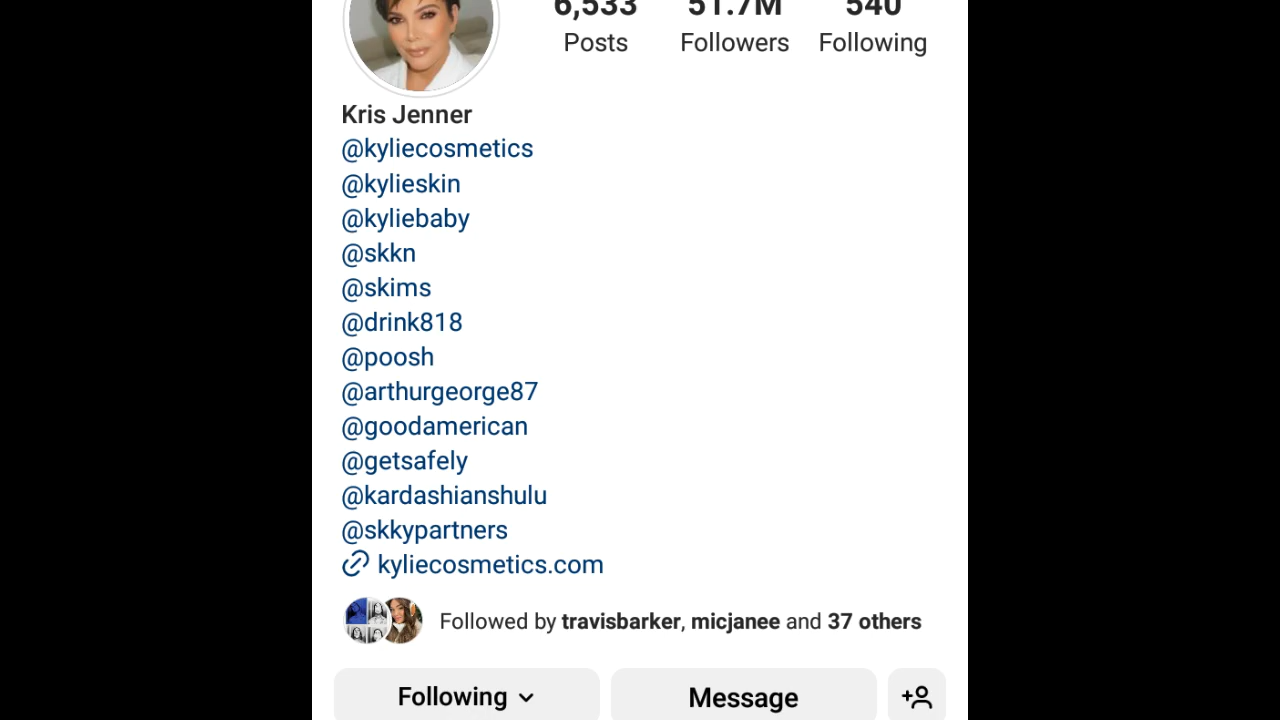 6,533 51.7M 540
Posts Followers Following
Kris Jenner
@kyliecosmetics
@kylieskin
@kyliebaby
@skkn
@skims
@drink818
@poosh
@arthurgeorge87
@goodamerican
@getsafely
@kardashianshulu
@skkypartners
kyliecosmetics.com
Followed by travisbarker, micjanee and 37 others
Following Message